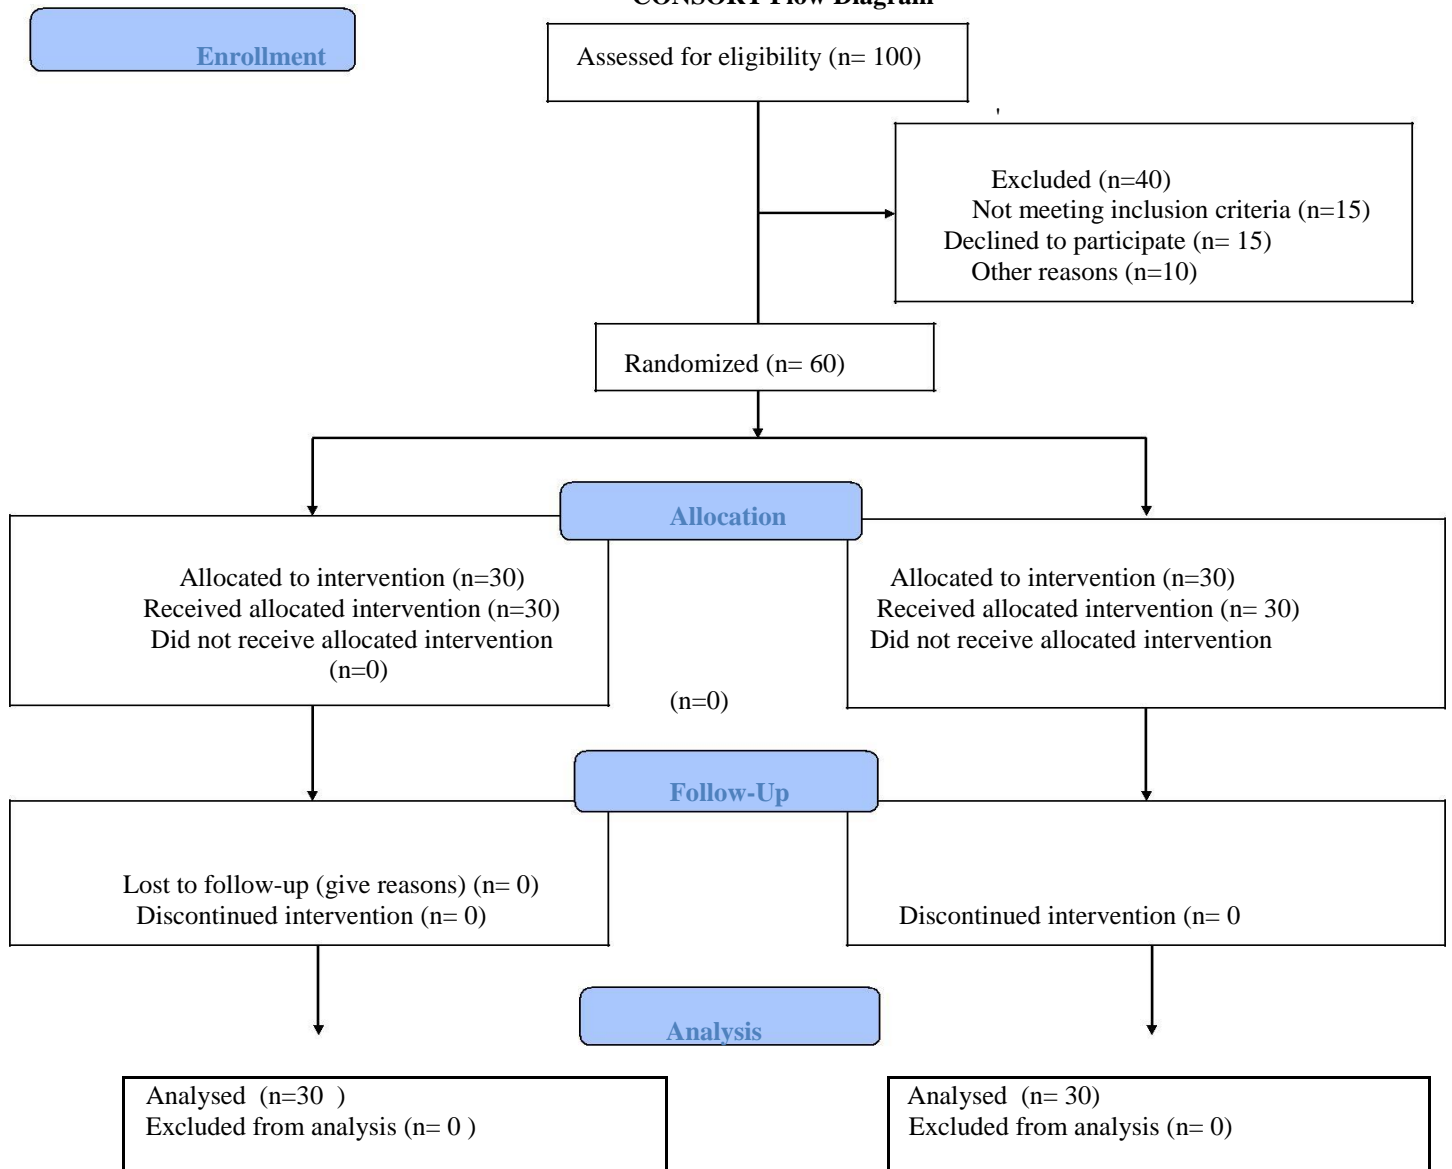 CONSORT Flow Diagram
Enrollment
Assessed for eligibility (n= 100)
Excluded (n=40)
Not meeting inclusion criteria (n=15)
Declined to participate (n= 15)
Other reasons (n=10)
Randomized (n= 60)
Allocation
Allocated to intervention (n=30)
Received allocated intervention (n=30)
Did not receive allocated intervention
(n=0)
Allocated to intervention (n=30)
Received allocated intervention (n= 30)
Did not receive allocated intervention
(n=0)
Follow-Up
Lost to follow-up (give reasons) (n= 0)
Discontinued intervention (n= 0)
Discontinued intervention (n= 0
Analysis
Analysed (n=30 )
Excluded from analysis (n= 0 )
Analysed (n= 30)
Excluded from analysis (n= 0)